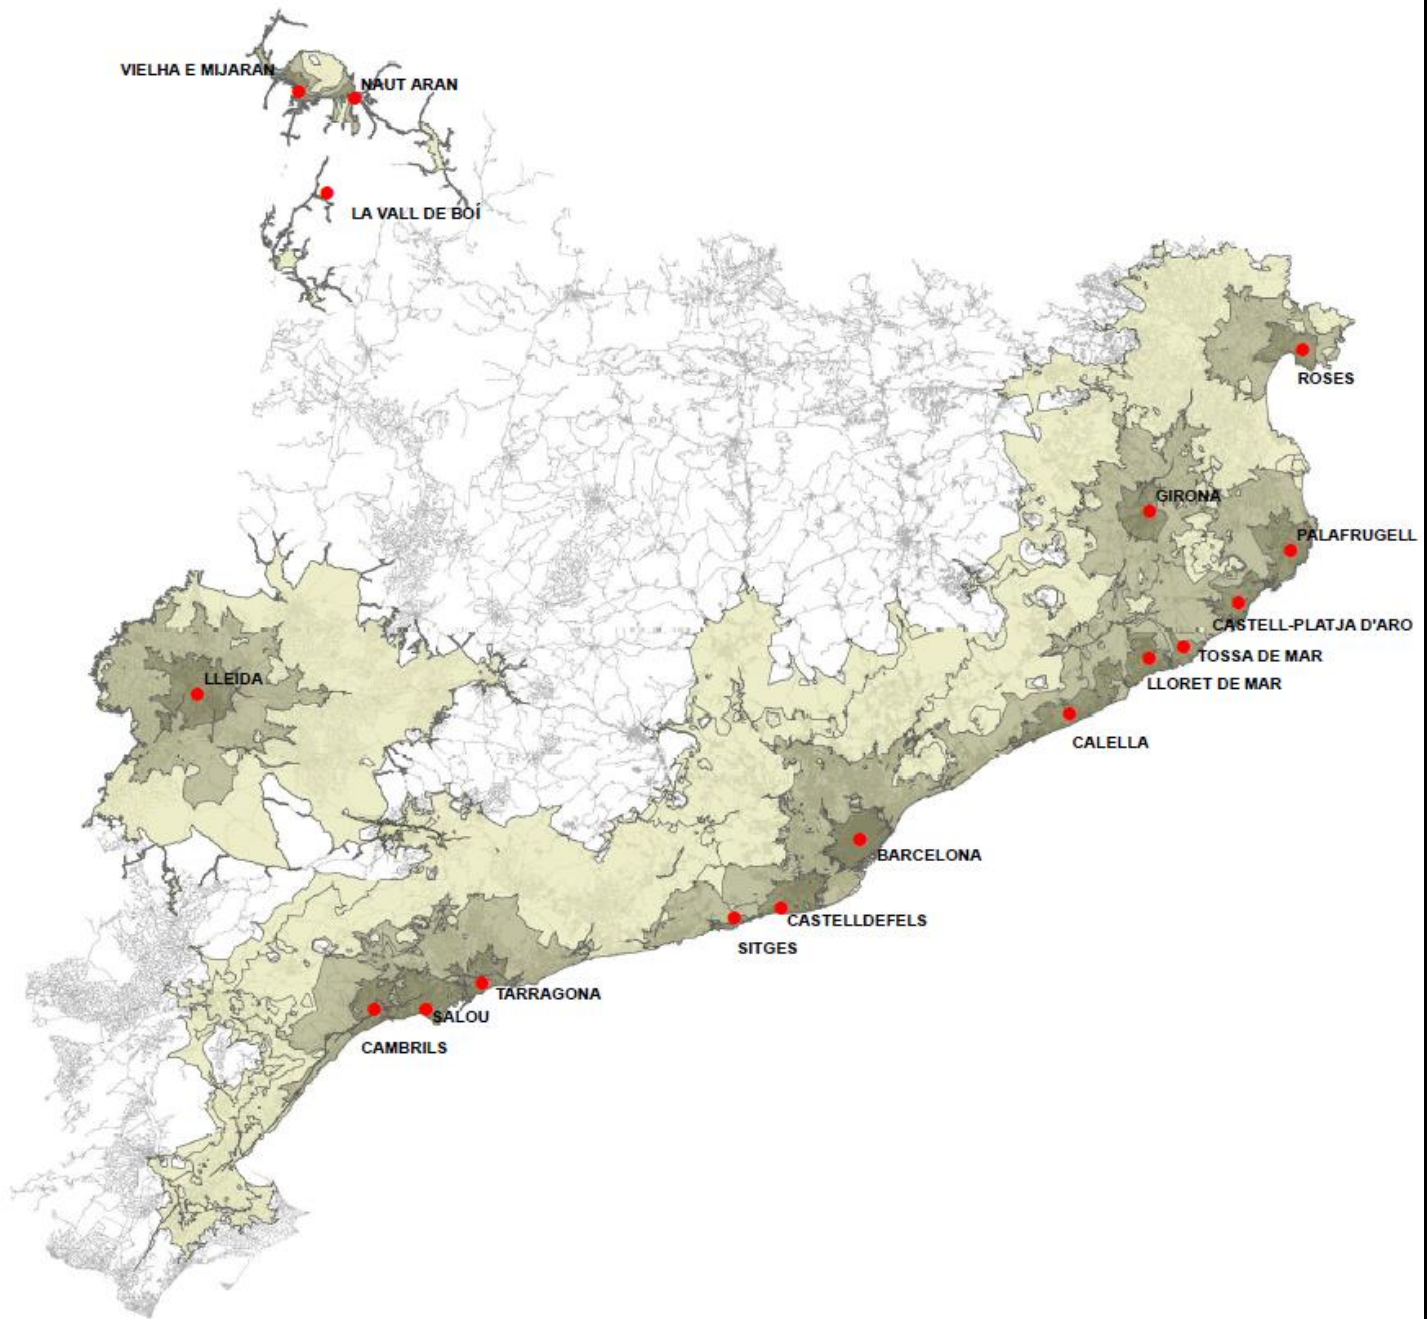 VIELHA E MIJARAN
NAUT ARAN
LA VALL DE BOÍ
ROSES
GIRONA
PALAFRUGELL
CASTELL-PLATJA D'ARO
TOSSA DE MAR
LLEIDA
LLORET DE MAR
CALELLA
BARCELONA
CASTELLDEFELS
SITGES
TARRAGONA
SALOU
CAMBRILS